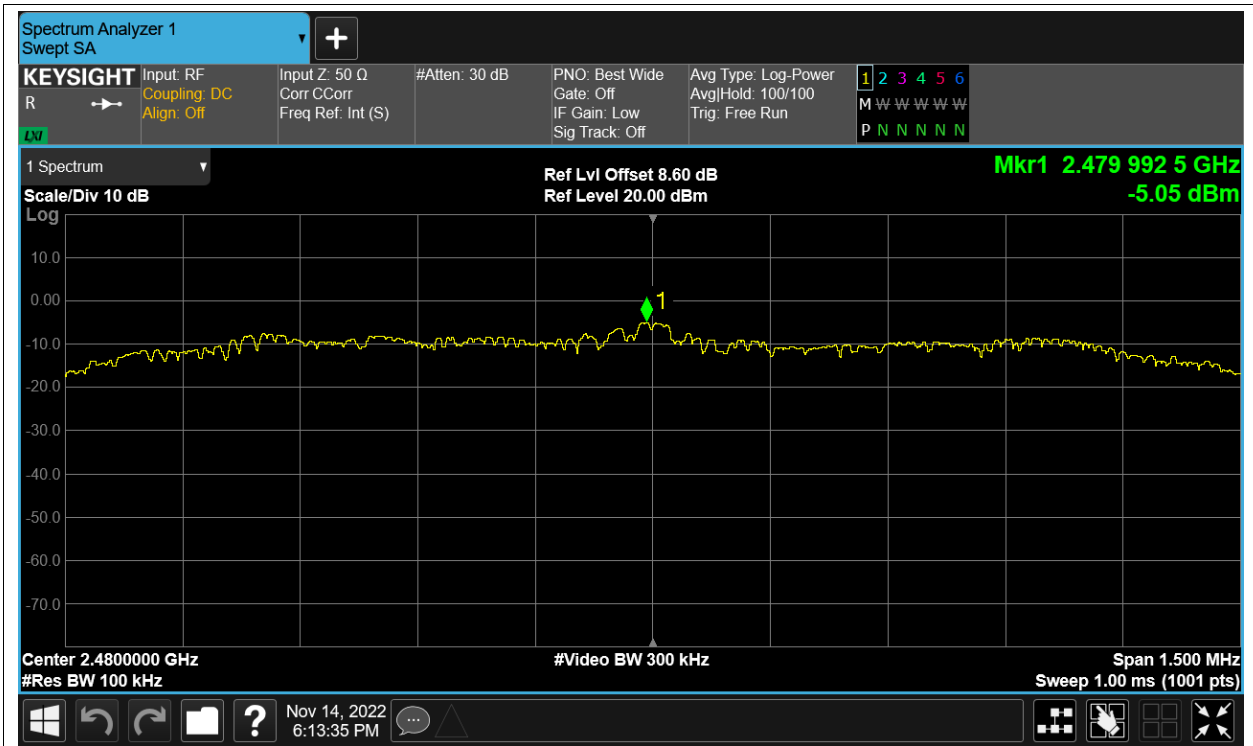 Spectrum Analyzer 1
Swept SA
KEYSIGHT
R
LXI
Input: RF
Coupling: DC
Align: Off
Input Z: 50 Ω
Corr CCorr
Freq Ref: Int (S)
#Atten: 30 dB
PNO: Best Wide
Gate: Off
IF Gain: Low
Sig Track: Off
Avg Type: Log-Power
Avg|Hold: 100/100
Trig: Free Run
1 2 3 4 5 6
M W W W W W
P N N N N N
1 Spectrum
Scale/Div 10 dB
Ref Lvl Offset 8.60 dB
Ref Level 20.00 dBm
Mkr1 2.479 992 5 GHz
-5.05 dBm
Log
10.0
0.00
-10.0
-20.0
-30.0
-40.0
-50.0
-60.0
-70.0
1
Center 2.4800000 GHz
#Res BW 100 kHz
#Video BW 300 kHz
Span 1.500 MHz
Sweep 1.00 ms (1001 pts)
?
Nov 14, 2022
6:13:35 PM